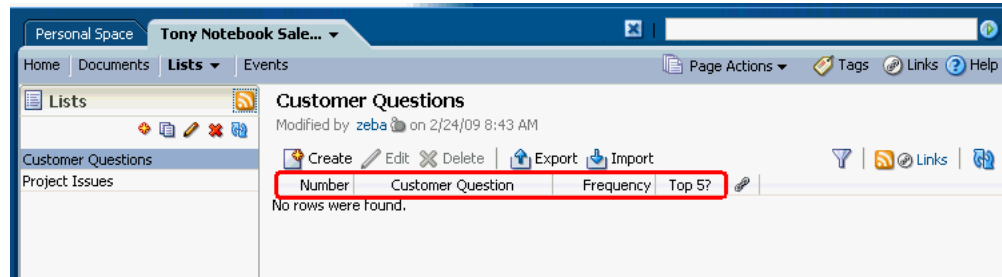 Personal Space Tony Notebook Sale...
Home Documents Lists Events Page Actions Tags Links Help
Lists
Customer Questions
Modified by zeba on 2/24/09 8:43 AM
Create Edit Delete Export Import Links
Customer Questions
Project Issues
Number Customer Question Frequency Top 5?
No rows were found.